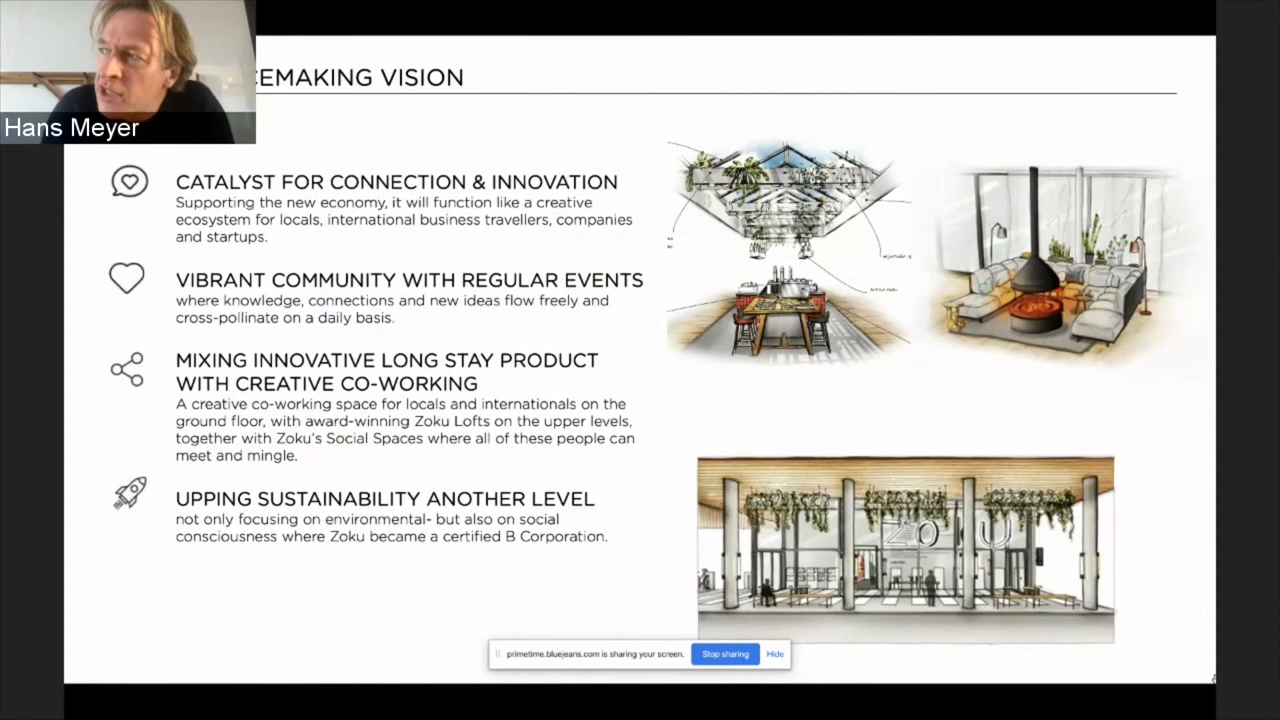 CEMAKING VISION
Hans Meyer
CATALYST FOR CONNECTION & INNOVATION
Supporting the new economy, it will function like a creative
ecosystem for locals, international business travellers, companies
and startups.
VIBRANT COMMUNITY WITH REGULAR EVENTS
where knowledge, connections and new ideas flow freely and
cross-pollinate on a daily basis.
MIXING INNOVATIVE LONG STAY PRODUCT
WITH CREATIVE CO-WORKING
A creative co-working space for locals and internationals on the
ground floor, with award-winning Zoku Lofts on the upper levels,
together with Zoku's Social Spaces where all of these people can
meet and mingle.
UPPING SUSTAINABILITY ANOTHER LEVEL
not only focusing on environmental- but also on social
consciousness where Zoku became a certified B Corporation.
ZOKU
primetime.bluejeans.com is sharing your screen.
Stop sharing
Hide